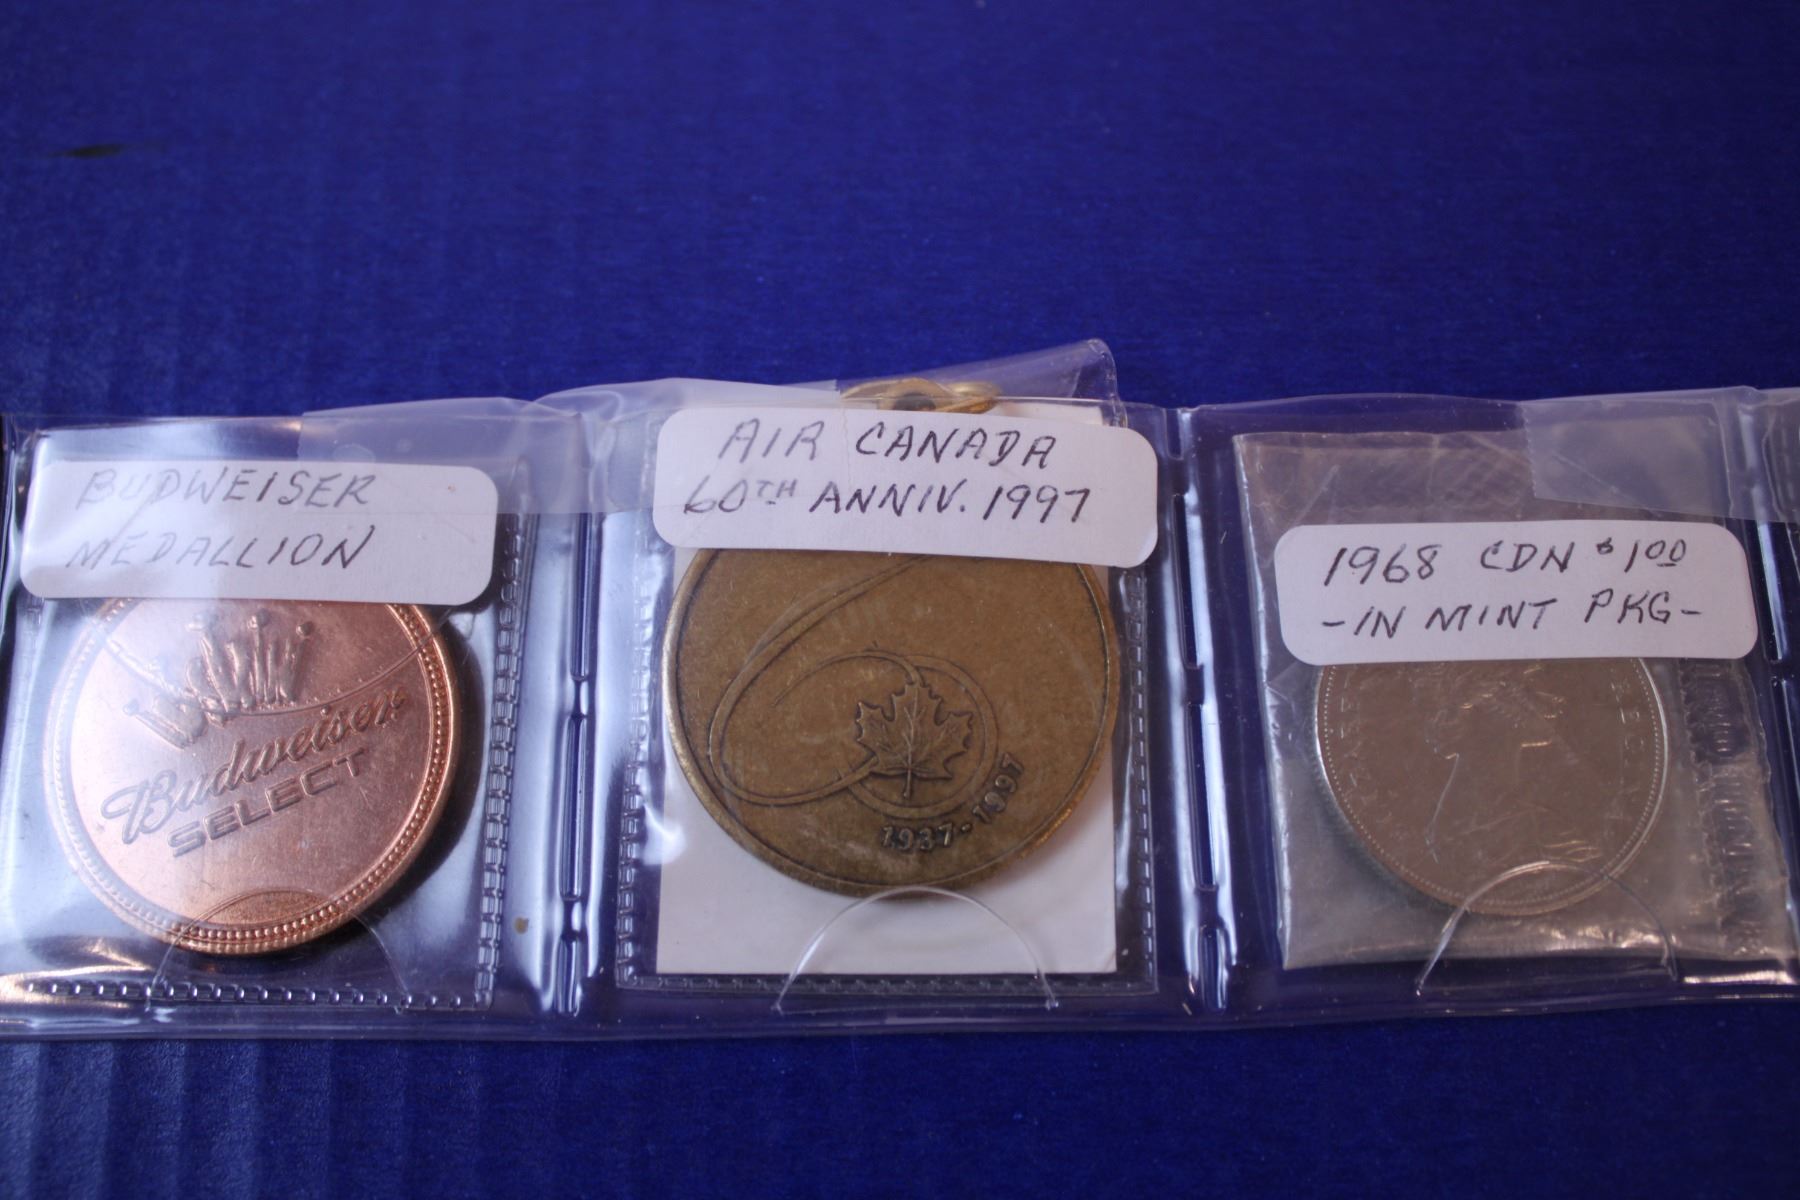 BUDWEISER
MEDALLION
Budweiser
SELECT
AIR CANADA
60TH ANNIV. 1997
1937-1997
1968 CDN $1.00
-IN MINT PKG-